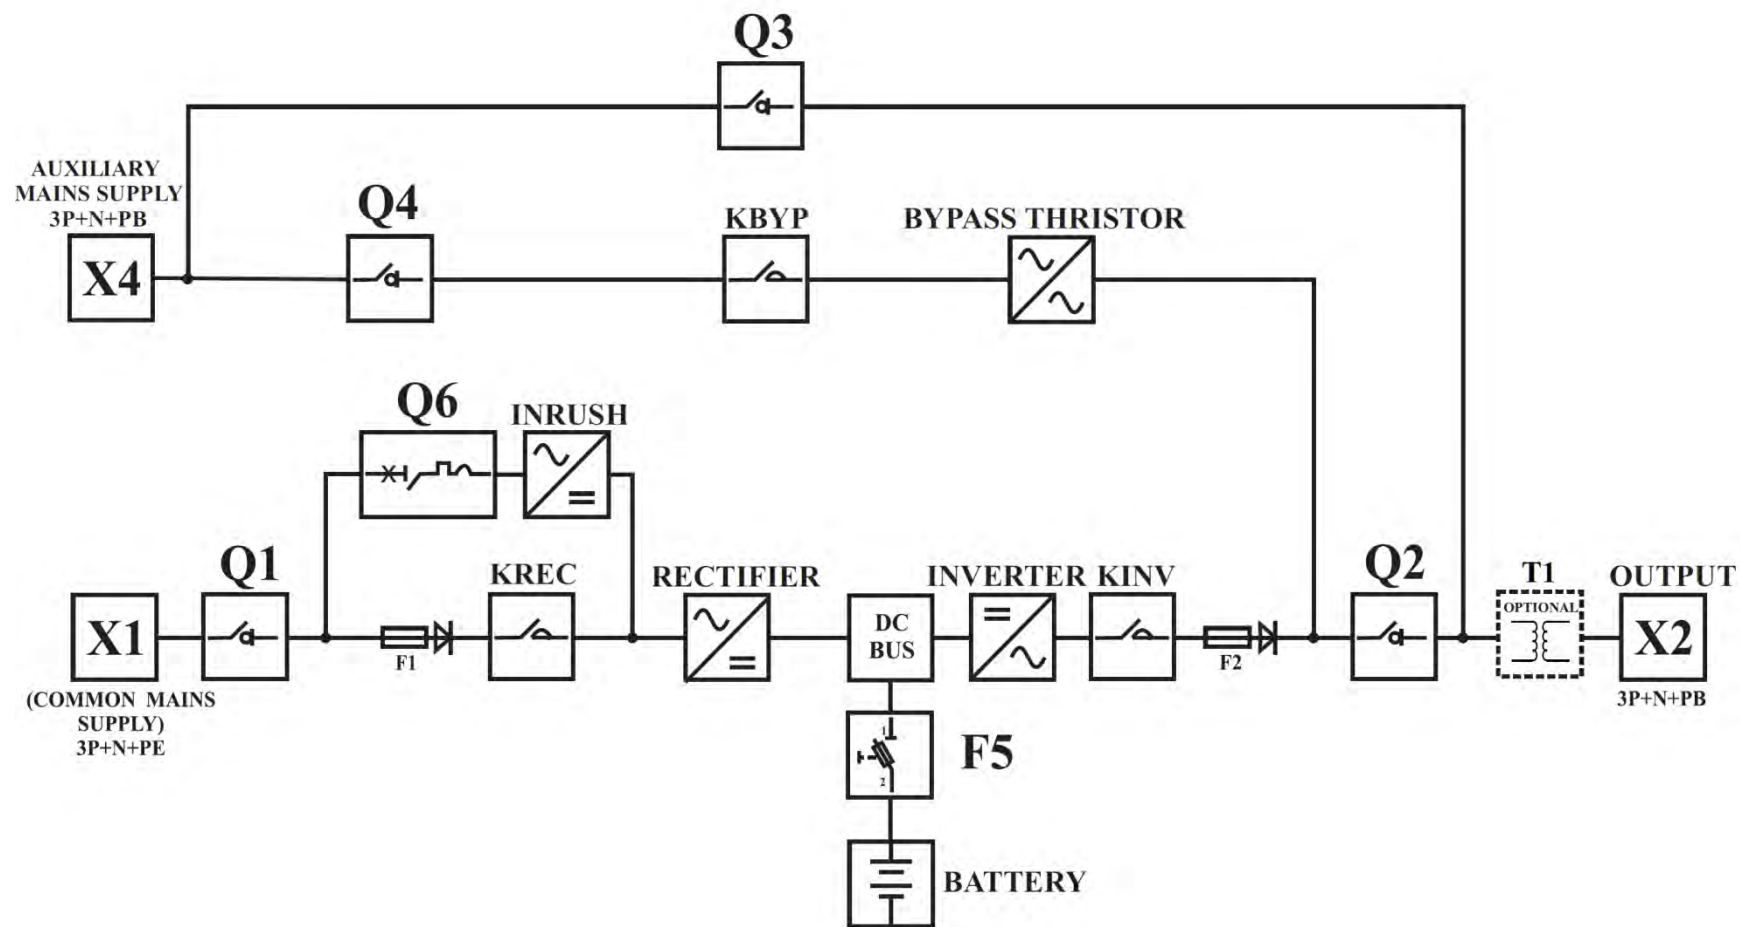 Q3
AUXILIARY
MAINS SUPPLY
3P+N+PB
X4
Q4
KBYP
BYPASS THRISTOR
Q6
INRUSH
Q1
KREC
RECTIFIER
INVERTER
KINV
Q2
T1
OUTPUT
X1
F1
DC
BUS
F2
OPTIONAL
X2
(COMMON MAINS
SUPPLY)
3P+N+PE
3P+N+PB
1
2
F5
BATTERY